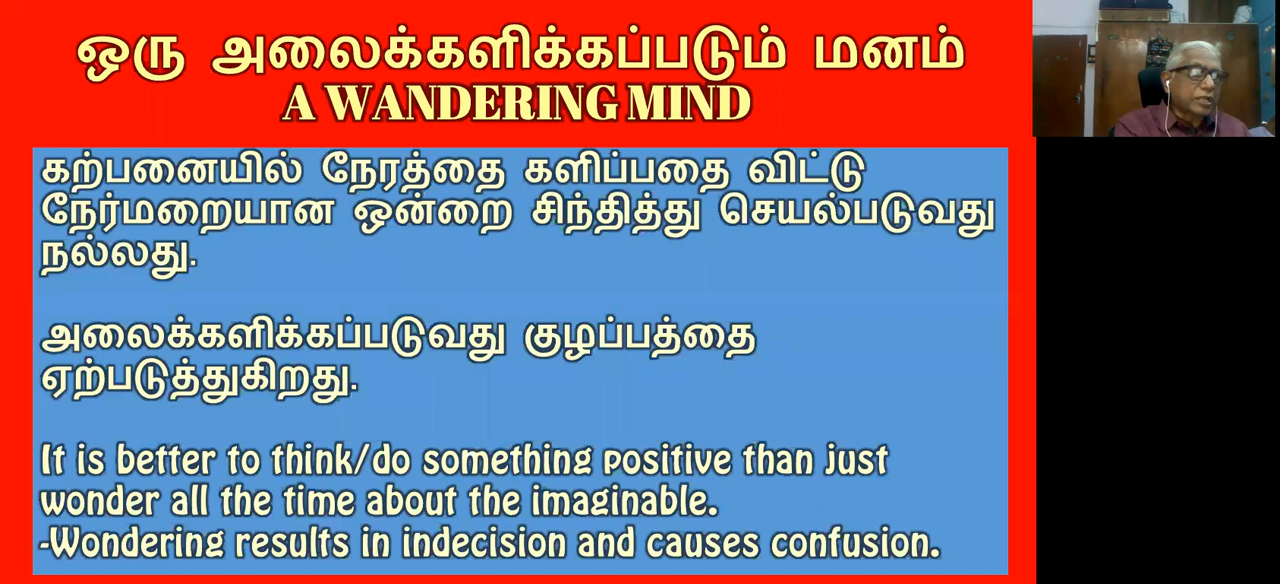 ஒரு அலைக்களிக்கப்படும் மனம்
A WANDERING MIND
கற்பனையில் நேரத்தை களிப்பதை விட்டு
நேர்மறையான ஒன்றை சிந்தித்து செயல்படுவது
நல்லது.
அலைக்களிக்கப்படுவது குழப்பத்தை
ஏற்படுத்துகிறது.
It is better to think/do something positive than just
wonder all the time about the imaginable.
-Wondering results in indecision and causes confusion.